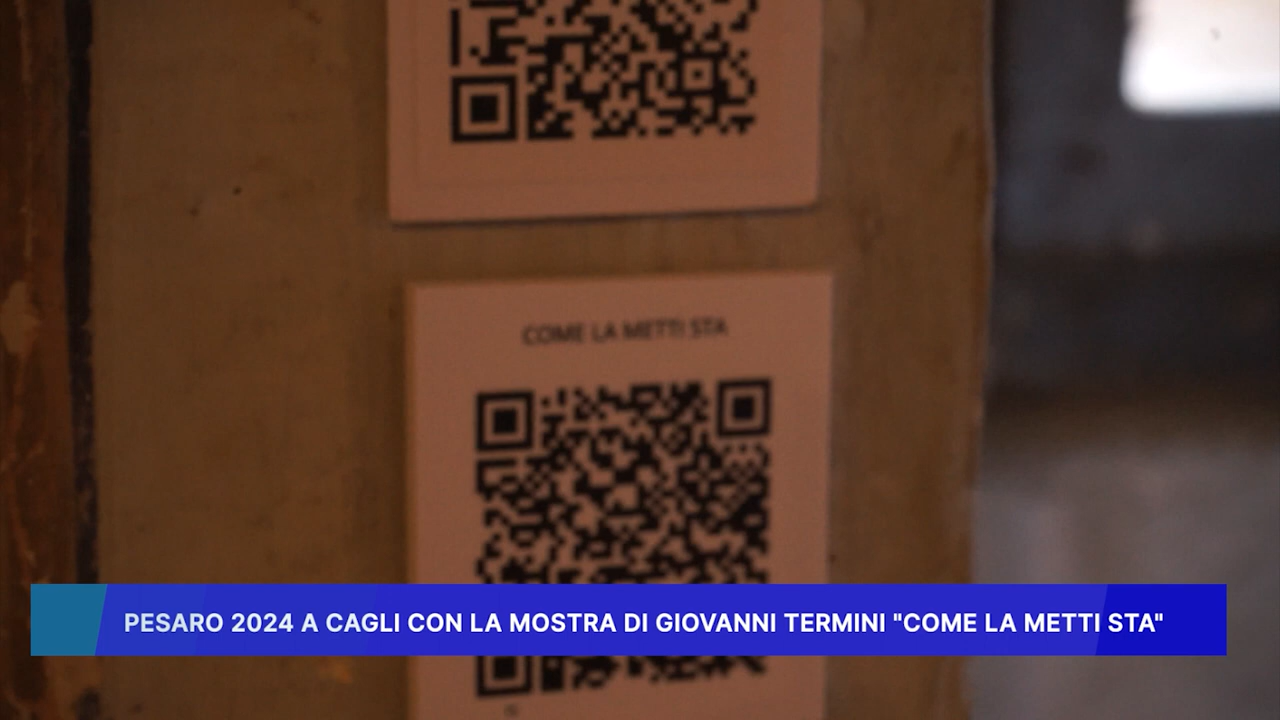 COME LA METTI STA
PESARO 2024 A CAGLI CON LA MOSTRA DI GIOVANNI TERMINI "COME LA METTI STA"